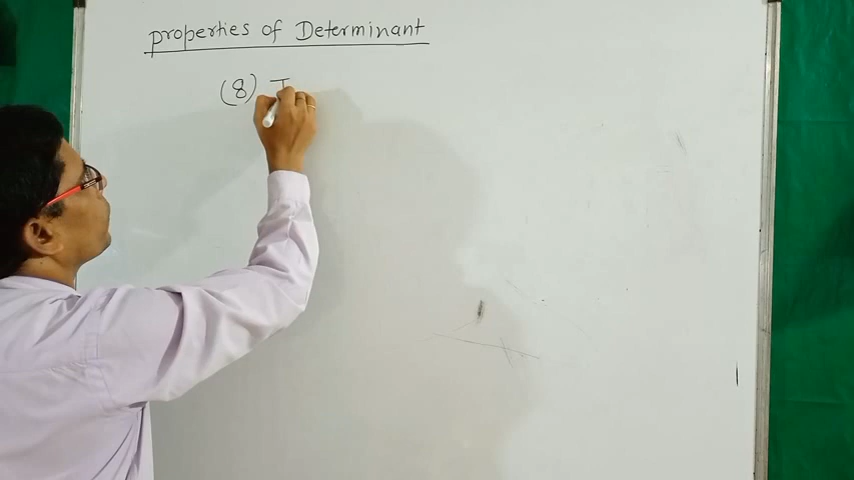 properties of Determinant
(8) I